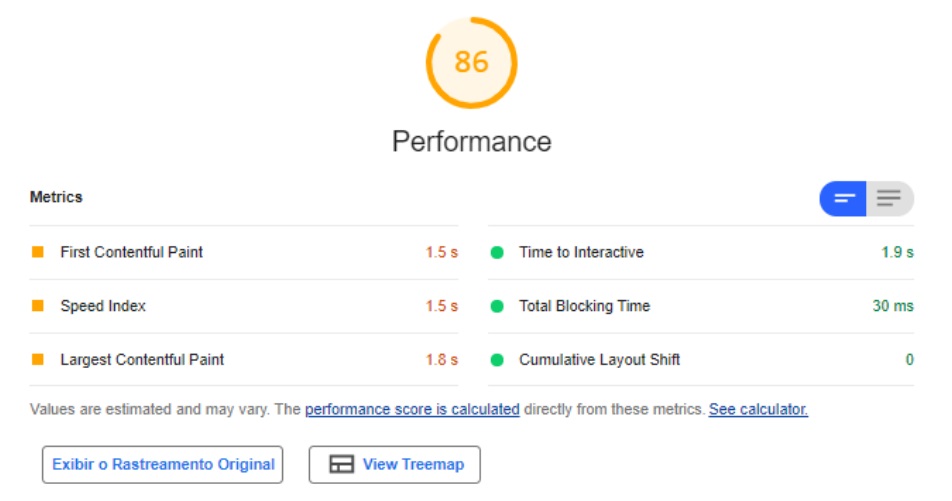 86
Performance
Metrics
First Contentful Paint 1.5 s
Time to Interactive 1.9 s
Speed Index 1.5 s
Total Blocking Time 30 ms
Largest Contentful Paint 1.8 s
Cumulative Layout Shift 0
Values are estimated and may vary. The performance score is calculated directly from these metrics. See calculator.
Exibir o Rastreamento Original
View Treemap